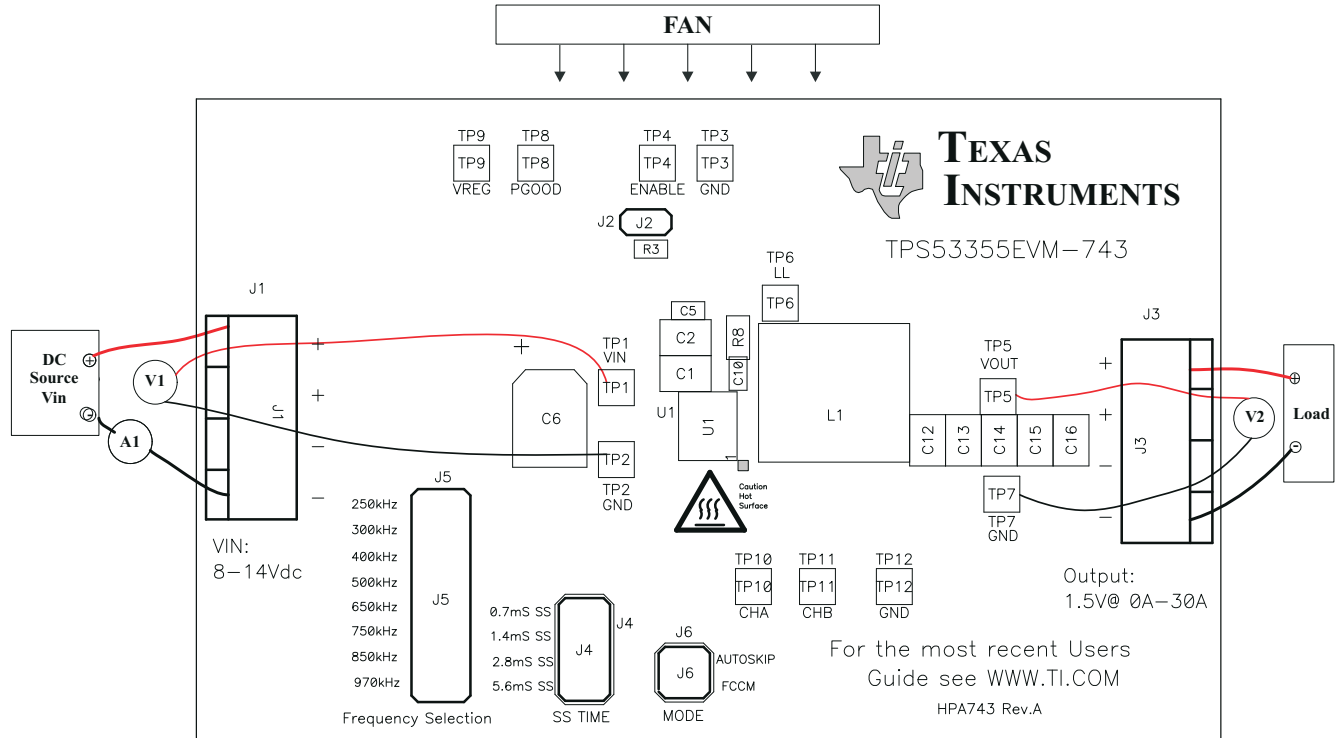 FAN
TP9 TP8 TP4 TP3
TP9 TP8 TP4 TP3
VREG PGOOD ENABLE GND
TEXAS
INSTRUMENTS
J2 J2
R3
TPS53355EVM-743
TP6
LL
TP6
J1
J1
+
+
-
-
DC
Source
Vin
V1
A1
VIN:
8-14Vdc
+
C6
TP1
VIN
TP1
TP2
TP2
GND
C5
C2
C1
R8
C10
U1
U1
1
L1
Caution
Hot
Surface
TP5
VOUT
TP5
C12 C13 C14 C15 C16
TP7
TP7
GND
J3
J3
+
+
-
-
V2
Load
Output:
1.5V@ 0A-30A
J5
J5
250kHz
300kHz
400kHz
500kHz
650kHz
750kHz
850kHz
970kHz
Frequency Selection
0.7mS SS
1.4mS SS
2.8mS SS
5.6mS SS
J4
J4
SS TIME
J6
J6
AUTOSKIP
FCCM
MODE
TP10 TP11 TP12
TP10 TP11 TP12
CHA CHB GND
For the most recent Users
Guide see WWW.TI.COM
HPA743 Rev.A